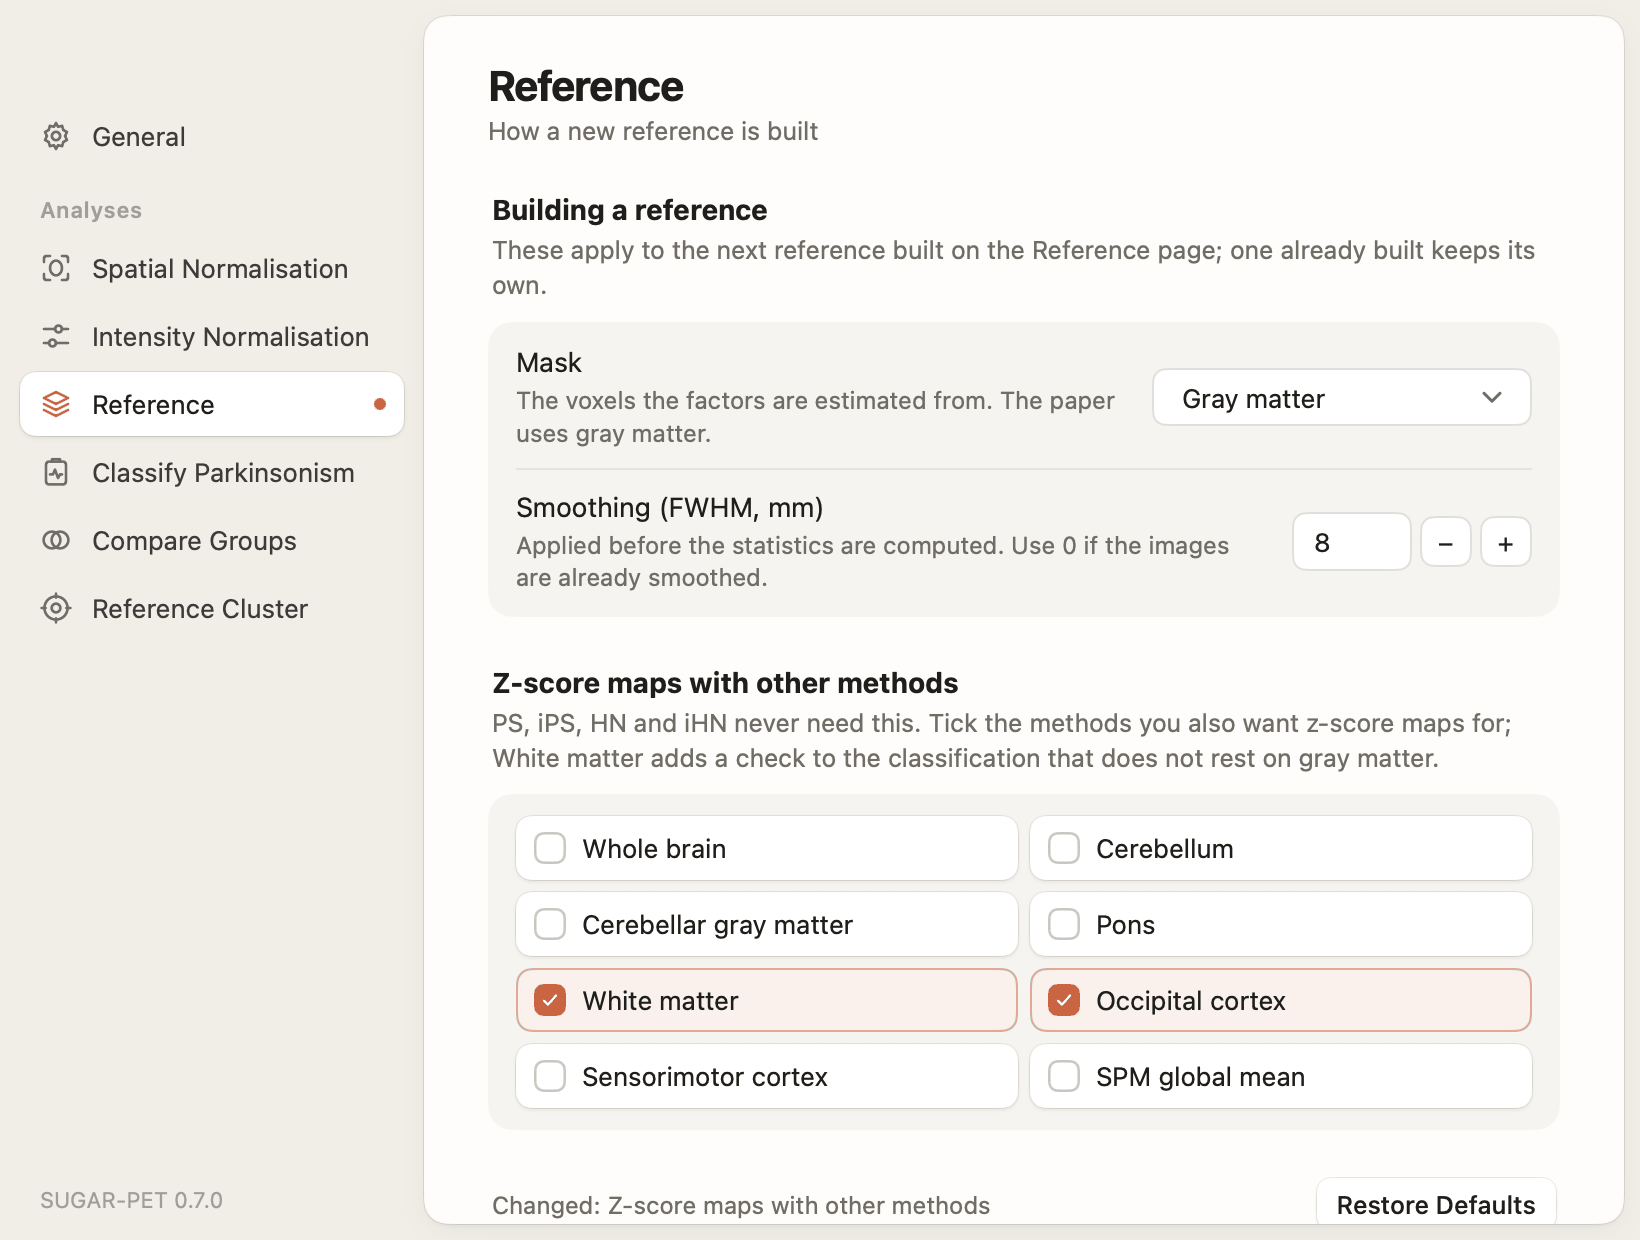 General
Analyses
Spatial Normalisation
Intensity Normalisation
Reference
Classify Parkinsonism
Compare Groups
Reference Cluster
SUGAR-PET 0.7.0
Reference
How a new reference is built
Building a reference
These apply to the next reference built on the Reference page; one already built keeps its
own.
Mask
The voxels the factors are estimated from. The paper
uses gray matter.
Gray matter
Smoothing (FWHM, mm)
Applied before the statistics are computed. Use 0 if the images
are already smoothed.
8
−
+
Z-score maps with other methods
PS, iPS, HN and iHN never need this. Tick the methods you also want z-score maps for;
White matter adds a check to the classification that does not rest on gray matter.
Whole brain
Cerebellum
Cerebellar gray matter
Pons
White matter
Occipital cortex
Sensorimotor cortex
SPM global mean
Changed: Z-score maps with other methods
Restore Defaults